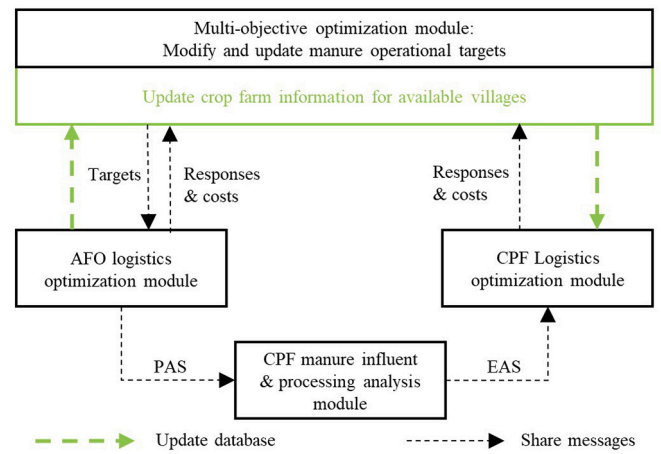 Multi-objective optimization module:
Modify and update manure operational targets
Update crop farm information for available villages
Targets
Responses
& costs
Responses
& costs
AFO logistics
optimization module
CPF Logistics
optimization module
PAS
CPF manure influent
& processing analysis
module
EAS
Update database
Share messages